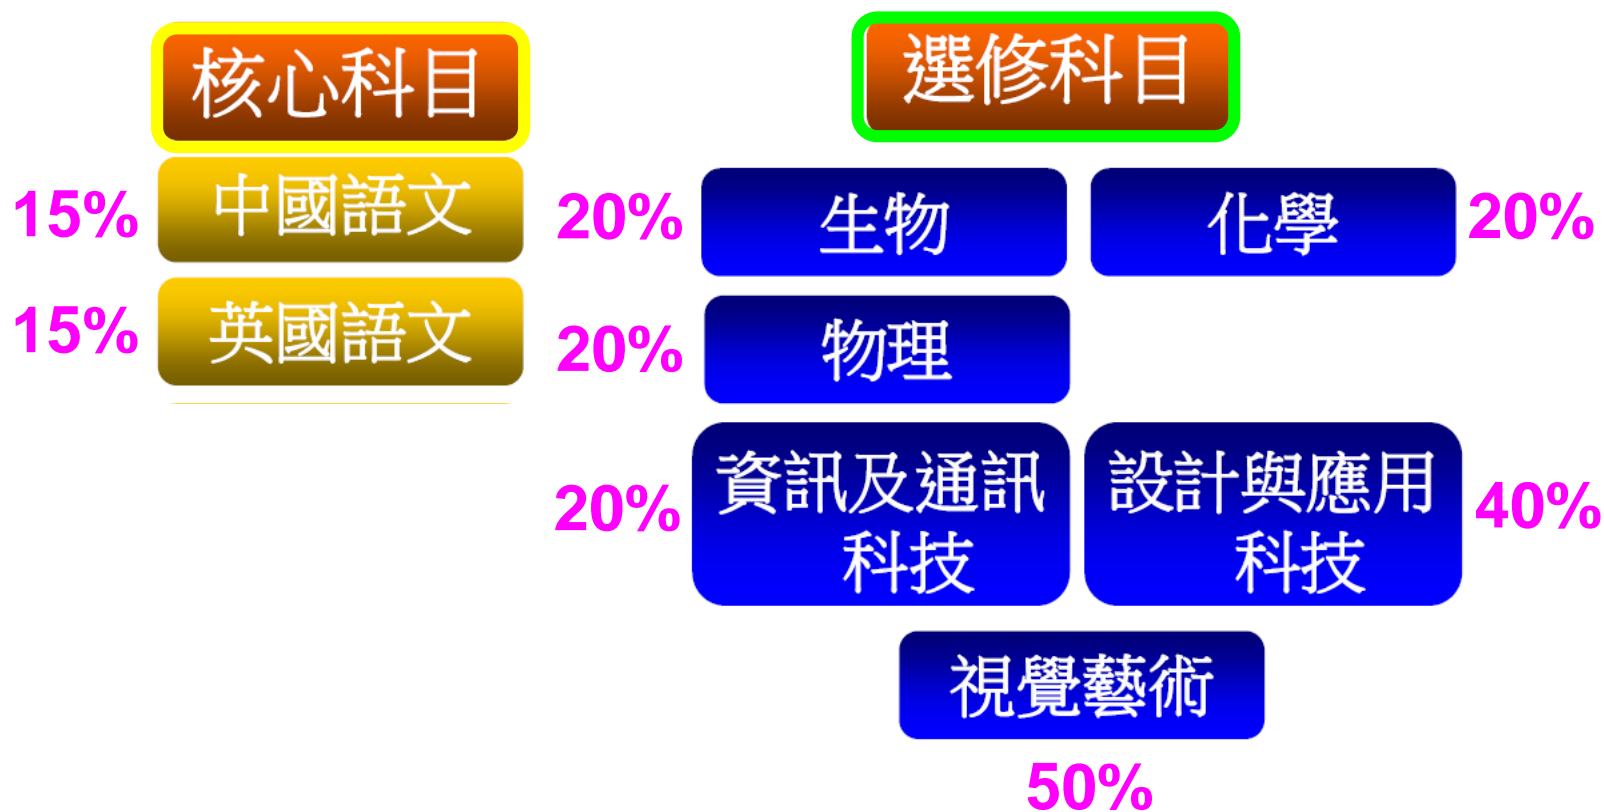 核心科目
選修科目
15% 中國語文
20% 生物 化學 20%
15% 英國語文
20% 物理
資訊及通訊
科技
20%
設計與應用
科技
40%
視覺藝術
50%